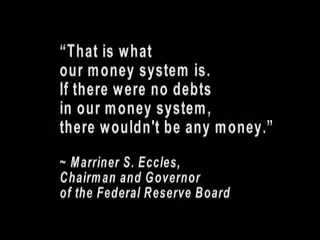 “That is what
our money system is.
If there were no debts
in our money system,
there wouldn't be any money.”
~ Marriner S. Eccles,
Chairman and Governor
of the Federal Reserve Board